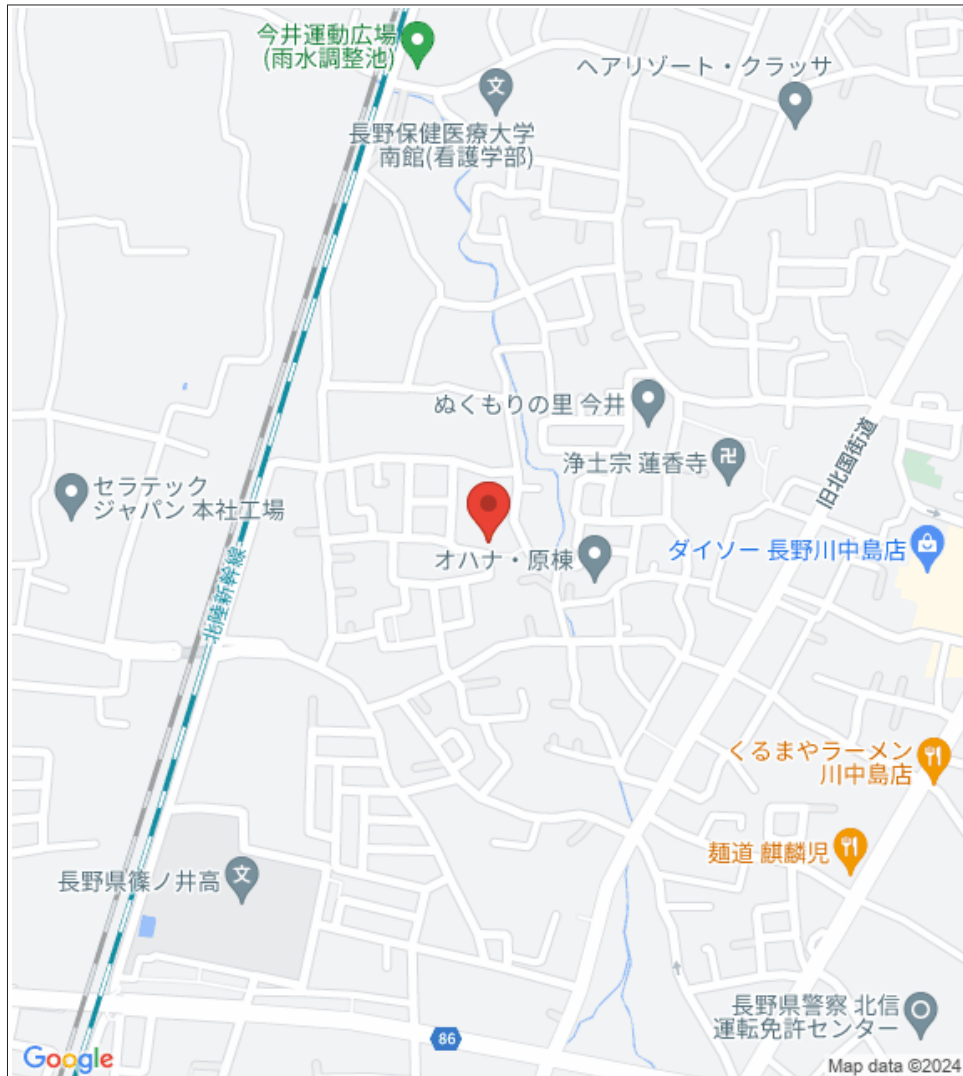 今井運動広場
(雨水調整池)
ヘアリゾート・クラッサ
文
長野保健医療大学
南館(看護学部)
ぬくもりの里 今井
浄土宗 蓮香寺
卍
旧北国街道
セラテック
ジャパン 本社工場
オハナ・原棟
ダイソー 長野川中島店
北陸新幹線
くるまやラーメン
川中島店
麺道 麒麟児
長野県篠ノ井高
文
長野県警察 北信
運転免許センター
86
Google
Map data ©2024